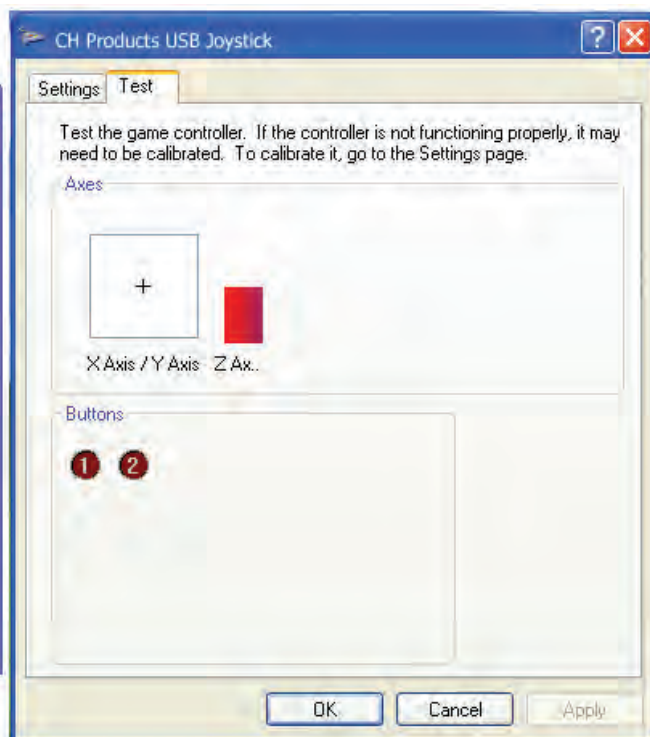 CH Products USB Joystick
Settings Test
Test the game controller. If the controller is not functioning properly, it may
need to be calibrated. To calibrate it, go to the Settings page.
Axes
X Axis / Y Axis Z Ax..
Buttons
1 2
OK Cancel Apply